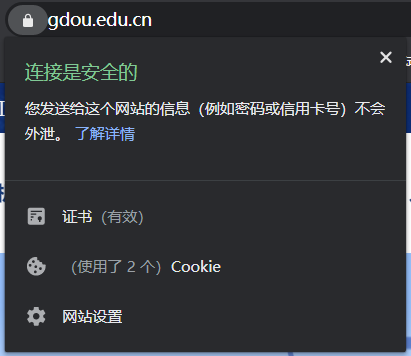 gdou.edu.cn
连接是安全的
您发送给这个网站的信息（例如密码或信用卡号）不会
外泄。 了解详情
证书（有效）
（使用了 2 个）Cookie
网站设置